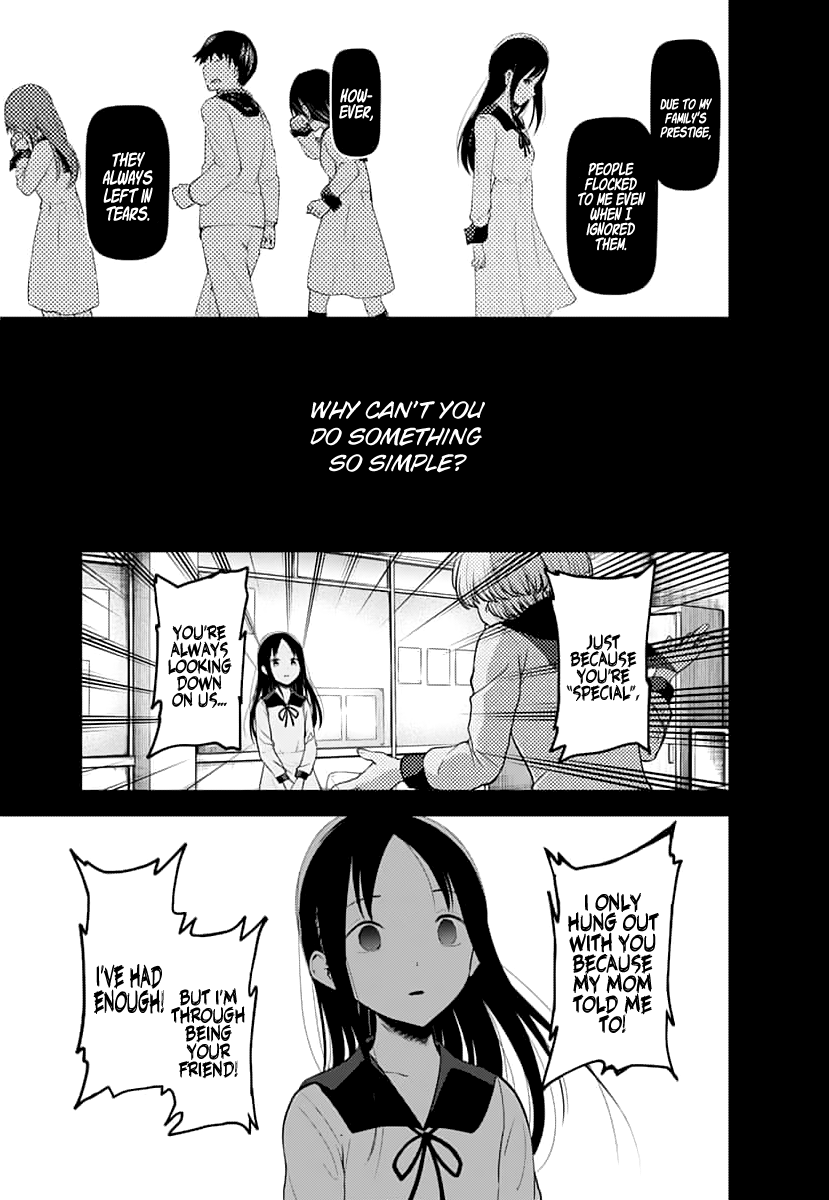 DUE TO MY
FAMILY'S
PRESTIGE,
PEOPLE
FLOCKED
TO ME EVEN
WHEN I
IGNORED
THEM.
HOW-
EVER,
THEY
ALWAYS
LEFT IN
TEARS.
WHY CAN'T YOU
DO SOMETHING
SO SIMPLE?
JUST
BECAUSE
YOU'RE
"SPECIAL",
YOU'RE
ALWAYS
LOOKING
DOWN
ON US...
I ONLY
HUNG OUT
WITH YOU
BECAUSE
MY MOM
TOLD ME
TO!
BUT I'M
THROUGH
BEING
YOUR
FRIEND!
I'VE HAD
ENOUGH!